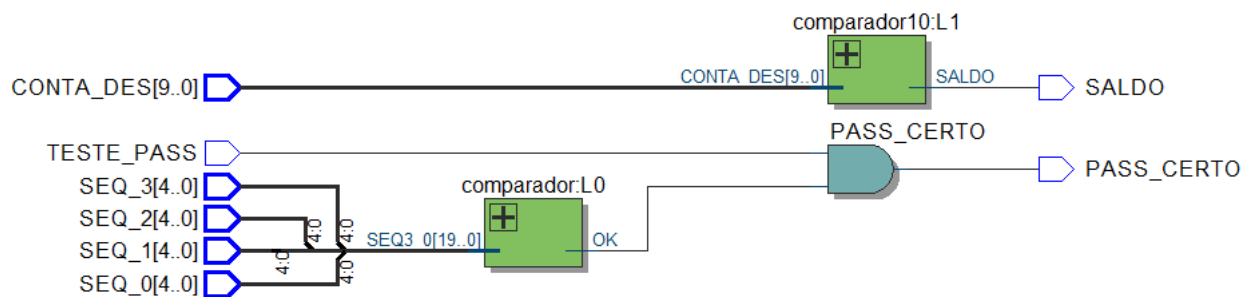 comparador10:L1
CONTA_DES[9..0]
CONTA_DES[9..0]
SALDO
SALDO
PASS_CERTO
TESTE_PASS
PASS_CERTO
SEQ_3[4..0]
comparador:L0
SEQ_2[4..0]
4:0
4:0
SEQ_1[4..0]
4:0
SEQ3_0[19..0]
OK
4:0
SEQ_0[4..0]